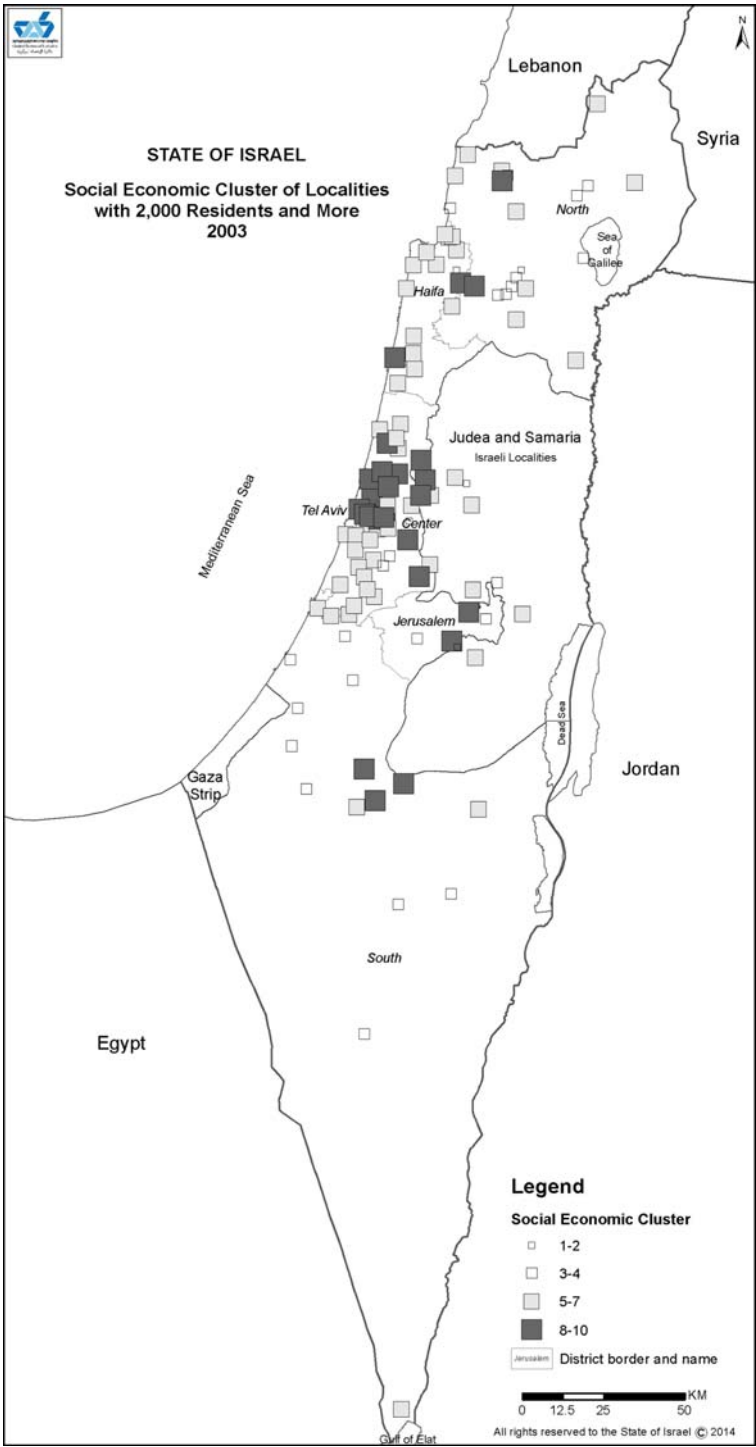 N
Lebanon
Syria
STATE OF ISRAEL
Social Economic Cluster of Localities
with 2,000 Residents and More
2003
North
Sea
of
Galilee
Haifa
Judea and Samaria
Israeli Localities
Mediterranean Sea
Tel Aviv
Center
Jerusalem
Dead Sea
Jordan
Gaza
Strip
South
Egypt
Legend
Social Economic Cluster
1-2
3-4
5-7
8-10
Jerusalem District border and name
KM
0 12.5 25 50
All rights reserved to the State of Israel © 2014
Gulf of Elat